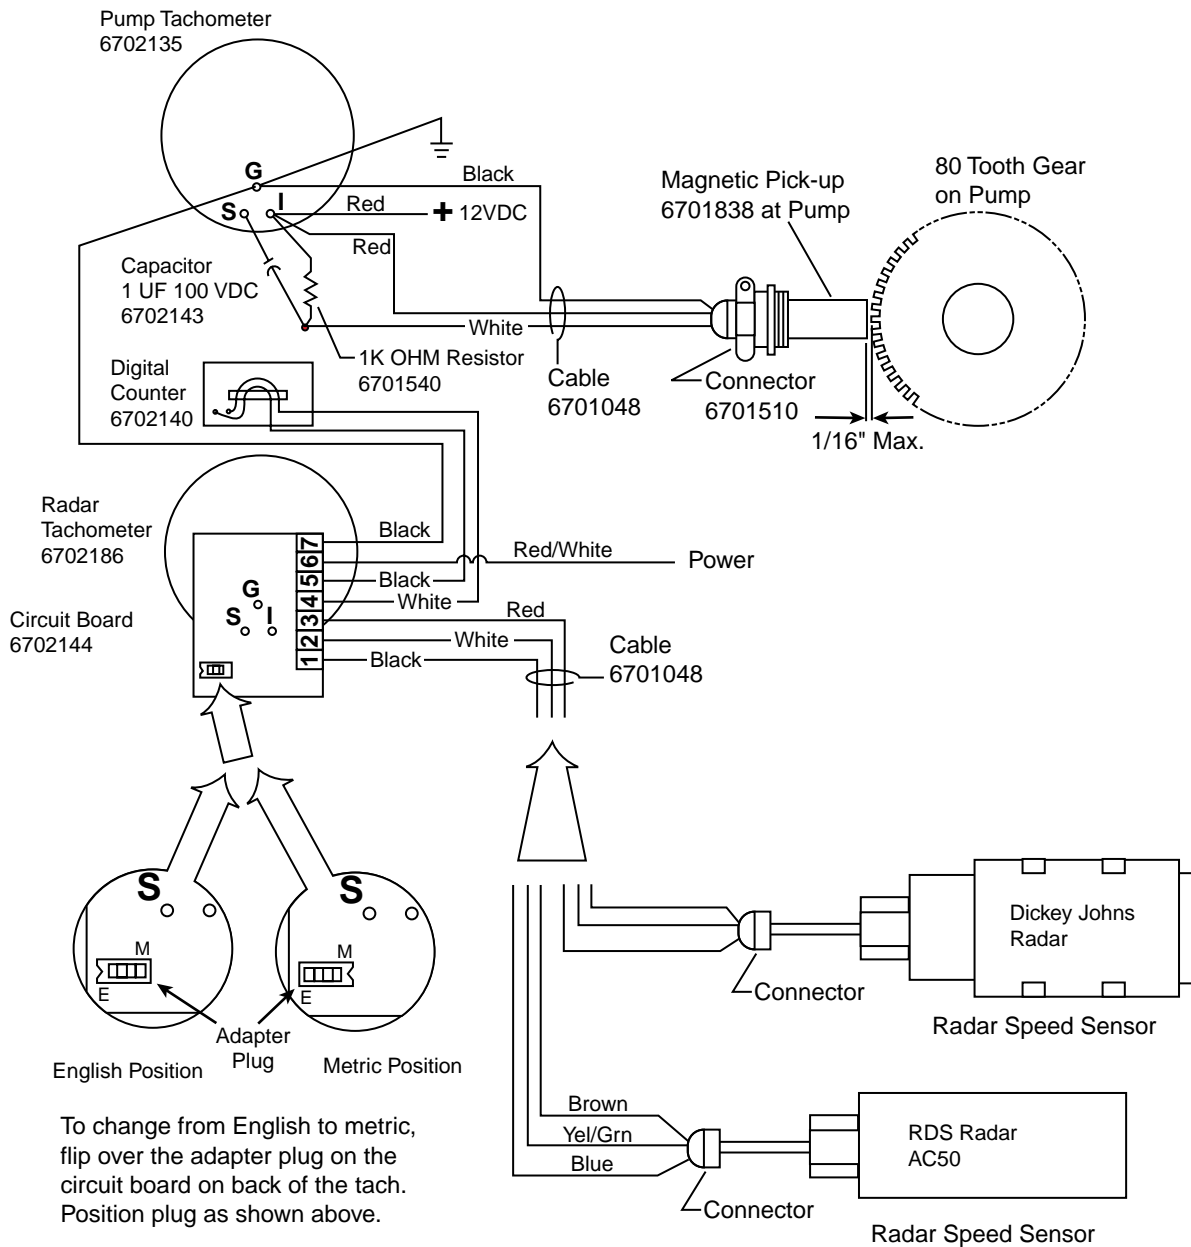 Pump Tachometer
6702135
G
S
I
Black
Red
+ 12VDC
Red
Magnetic Pick-up
6701838 at Pump
80 Tooth Gear
on Pump
Capacitor
1 UF 100 VDC
6702143
White
1K OHM Resistor
6701540
Cable
6701048
Connector
6701510
1/16" Max.
Digital
Counter
6702140
Radar
Tachometer
6702186
Circuit Board
6702144
G
S
I
7
6
5
4
3
2
1
Black
Red/White
Power
Black
White
Red
White
Black
Cable
6701048
S
M
E
S
M
E
Adapter
Plug
English Position
Metric Position
To change from English to metric,
flip over the adapter plug on the
circuit board on back of the tach.
Position plug as shown above.
Dickey Johns
Radar
Connector
Radar Speed Sensor
Brown
Yel/Grn
Blue
RDS Radar
AC50
Connector
Radar Speed Sensor